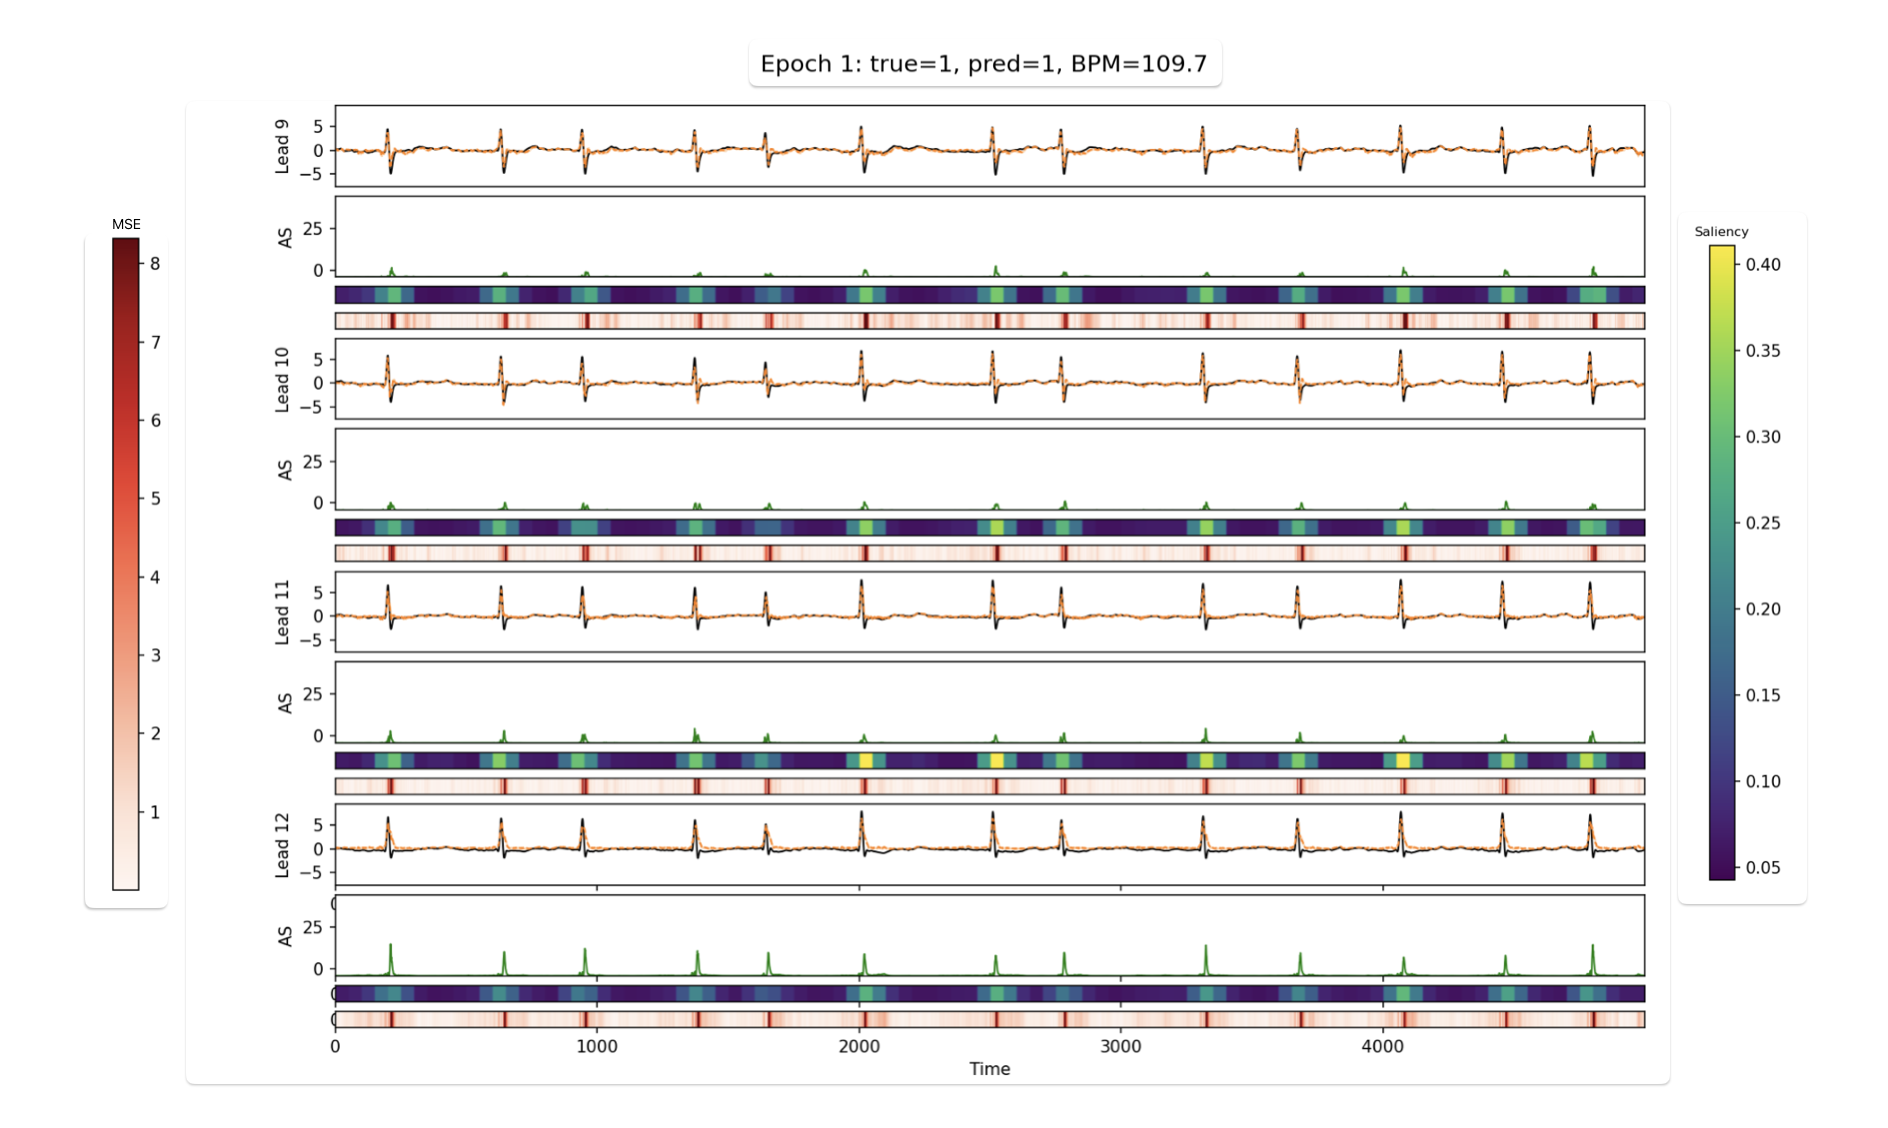 Epoch 1: true=1, pred=1, BPM=109.7
MSE
8
7
6
5
4
3
2
1
Lead 9
5
0
−5
AS
25
0
Lead 10
5
0
−5
AS
25
0
Lead 11
5
0
−5
AS
25
0
Lead 12
5
0
−5
AS
25
0
0 1000 2000 3000 4000
Time
Saliency
0.40
0.35
0.30
0.25
0.20
0.15
0.10
0.05